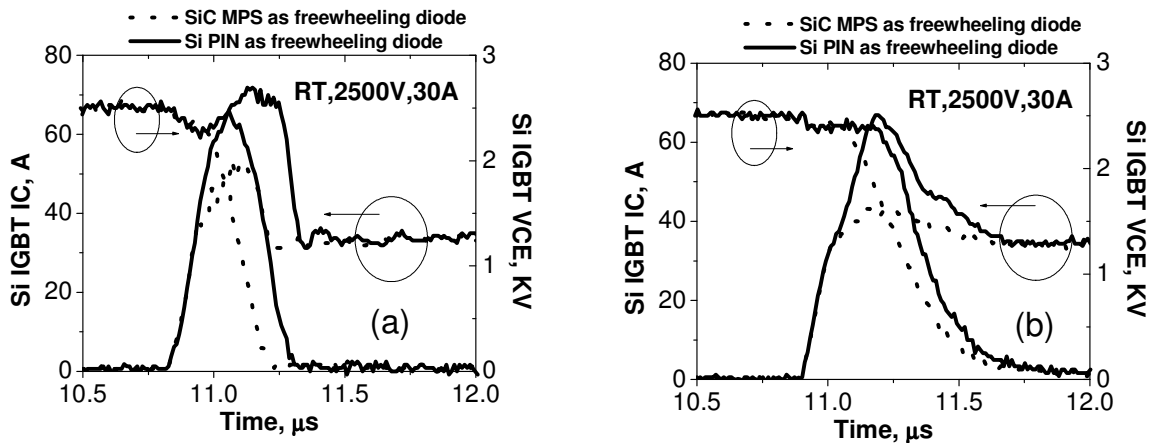 SiC MPS as freewheeling diode
Si PIN as freewheeling diode
80
60
40
20
0
Si IGBT IC, A
RT,2500V,30A
(a)
3
2
1
0
Si IGBT VCE, KV
10.5 11.0 11.5 12.0
Time, µs
SiC MPS as freewheeling diode
Si PIN as freewheeling diode
80
60
40
20
0
Si IGBT IC, A
RT,2500V,30A
(b)
3
2
1
0
Si IGBT VCE, KV
10.5 11.0 11.5 12.0
Time, µs